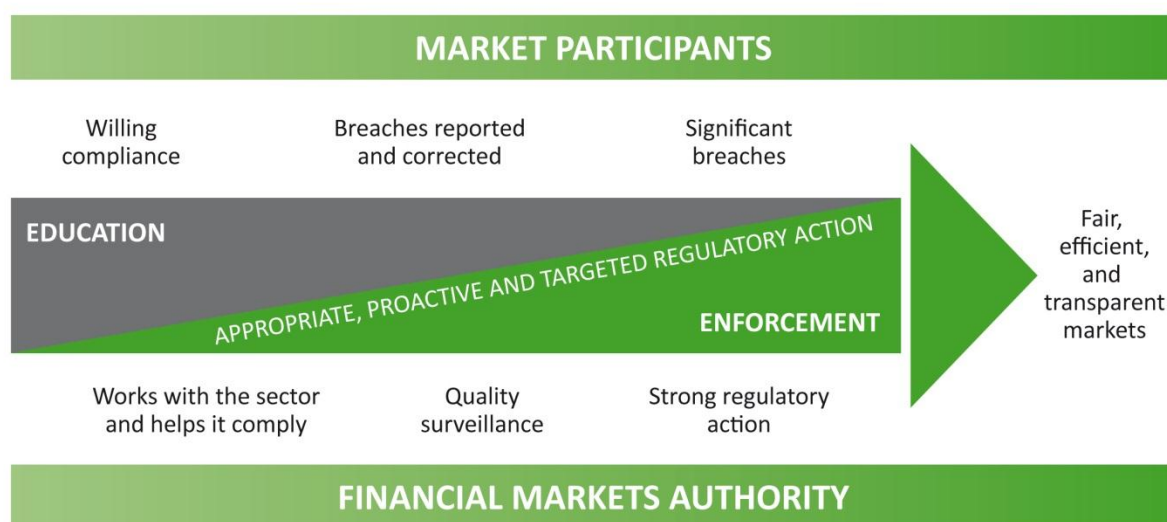 MARKET PARTICIPANTS
Willing
compliance
Breaches reported
and corrected
Significant
breaches
EDUCATION
APPROPRIATE, PROACTIVE AND TARGETED REGULATORY ACTION
ENFORCEMENT
Fair,
efficient,
and
transparent
markets
Works with the sector
and helps it comply
Quality
surveillance
Strong regulatory
action
FINANCIAL MARKETS AUTHORITY